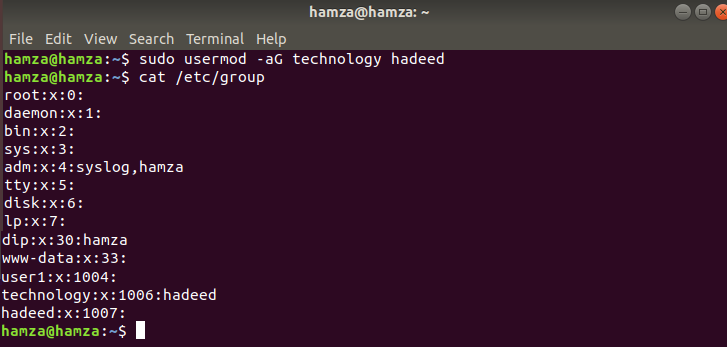 hamza@hamza: ~
File Edit View Search Terminal Help
hamza@hamza:~$ sudo usermod -aG technology hadeed
hamza@hamza:~$ cat /etc/group
root:x:0:
daemon:x:1:
bin:x:2:
sys:x:3:
adm:x:4:syslog,hamza
tty:x:5:
disk:x:6:
lp:x:7:
dip:x:30:hamza
www-data:x:33:
user1:x:1004:
technology:x:1006:hadeed
hadeed:x:1007:
hamza@hamza:~$